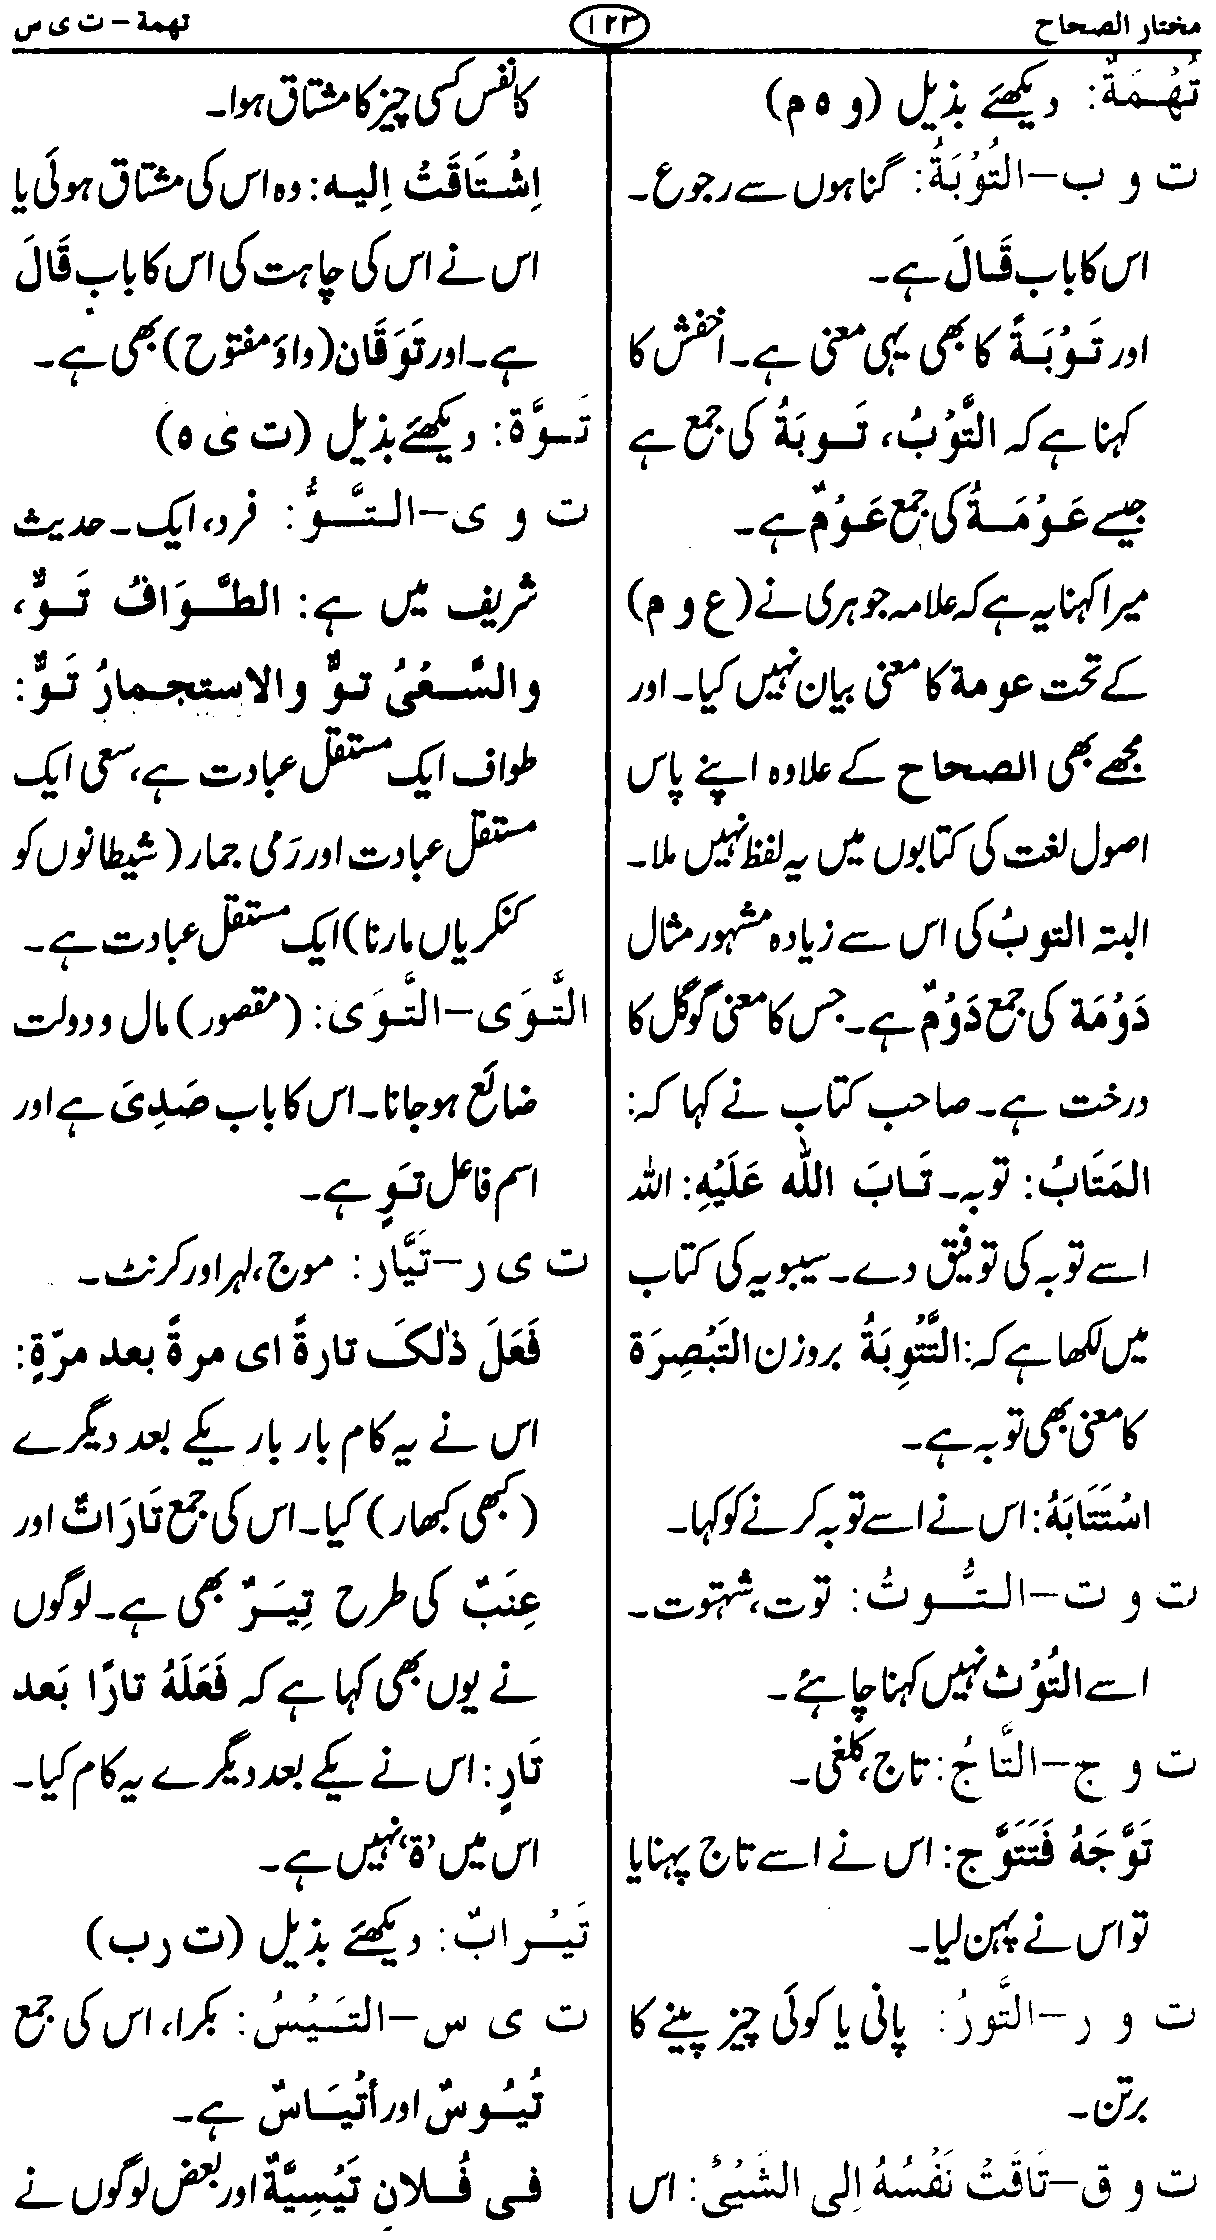 مختار الصحاح ۱۲۳ تهمة – ت ی س
تُهْمَةٌ: دیکھئے بذیل (و ہ م)
ت و ب – التَّوْبَةُ: گناہوں سے رجوع۔
اس کا باب قَالَ ہے۔
اور تَوْبَةً کا بھی یہی معنی ہے۔ اخفش کا
کہنا ہے کہ التَّوْبُ، تَوبَةُ کی جمع ہے
جیسے عَوْمَةُ کی جمع عَوْمٌ ہے۔
میرا کہنا یہ ہے کہ علامہ جوہری نے (ع و م)
کے تحت عومة کا معنی بیان نہیں کیا۔ اور
مجھے بھی الصحاح کے علاوہ اپنے پاس
اصول لغت کی کتابوں میں یہ لفظ نہیں ملا۔
البتہ التوبُ کی اس سے زیادہ مشہور مثال
دَوْمَة کی جمع دَوْمٌ ہے۔ جس کا معنی گوگل کا
درخت ہے۔ صاحب کتاب نے کہا کہ:
المَتَابُ: توبہ۔ تَابَ اللّٰه عَلَيْهِ: اللہ
اسے توبہ کی توفیق دے۔ سیبویہ کی کتاب
میں لکھا ہے کہ: التَّتْوِبَةُ بروزن التَبْصِرَة
کا معنی بھی توبہ ہے۔
اسْتَتَابَهُ: اس نے اسے توبہ کرنے کو کہا۔
ت و ت – التُّوتُ: توت، شہتوت۔
اسے التُوْث نہیں کہنا چاہئے۔
ت و ج – التَّاجُ: تاج، کلغی۔
تَوَّجَهُ فَتَتَوَّج: اس نے اسے تاج پہنایا
تو اس نے پہن لیا۔
ت و ر – التَّورُ: پانی یا کوئی چیز پینے کا
برتن۔
ت و ق – تَاقَتْ نَفْسُهُ اِلی الشَیْئ: اس
کا نفس کسی چیز کا مشتاق ہوا۔
اِشْتَاقَتْ اِلیه: وہ اس کی مشتاق ہوئی یا
اس نے اس کی چاہت کی اس کا باب قَالَ
ہے۔ اور تَوَقَان (واؤ مفتوح) بھی ہے۔
تَوَّة: دیکھئے بذیل (ت ی ہ)
ت و ی – التَّوُّ: فرد، ایک۔ حدیث
شریف میں ہے: الطَّوَافُ تَوٌّ،
والسَّعْیُ توٌّ والاستجمارُ تَوٌّ:
طواف ایک مستقل عبادت ہے، سعی ایک
مستقل عبادت اور رَمی جمار (شیطانوں کو
کنکریاں مارنا) ایک مستقل عبادت ہے۔
التَّوَی – التَّوَی: (مقصور) مال و دولت
ضائع ہو جانا۔ اس کا باب صَدِیَ ہے اور
اسم فاعل تَوٍ ہے۔
ت ی ر – تَیَّار: موج، لہر اور کرنٹ۔
فَعَلَ ذٰلکَ تارةً ای مرةً بعد مرّةٍ:
اس نے یہ کام بار بار یکے بعد دیگرے
(کبھی کبھار) کیا۔ اس کی جمع تَارَاتٌ اور
عِنَبٌ کی طرح تِیَرٌ بھی ہے۔ لوگوں
نے یوں بھی کہا ہے کہ فَعَلَهُ تارًا بَعد
تَارٍ: اس نے یکے بعد دیگرے یہ کام کیا۔
اس میں 'ة' نہیں ہے۔
تَیْرابٌ: دیکھئے بذیل (ت ر ب)
ت ی س – التَیْسُ: بکرا، اس کی جمع
تُیُوسٌ اور أتْیَاسٌ ہے۔
فی فُلانٍ تَیْسِیَّةٌ اور بعض لوگوں نے